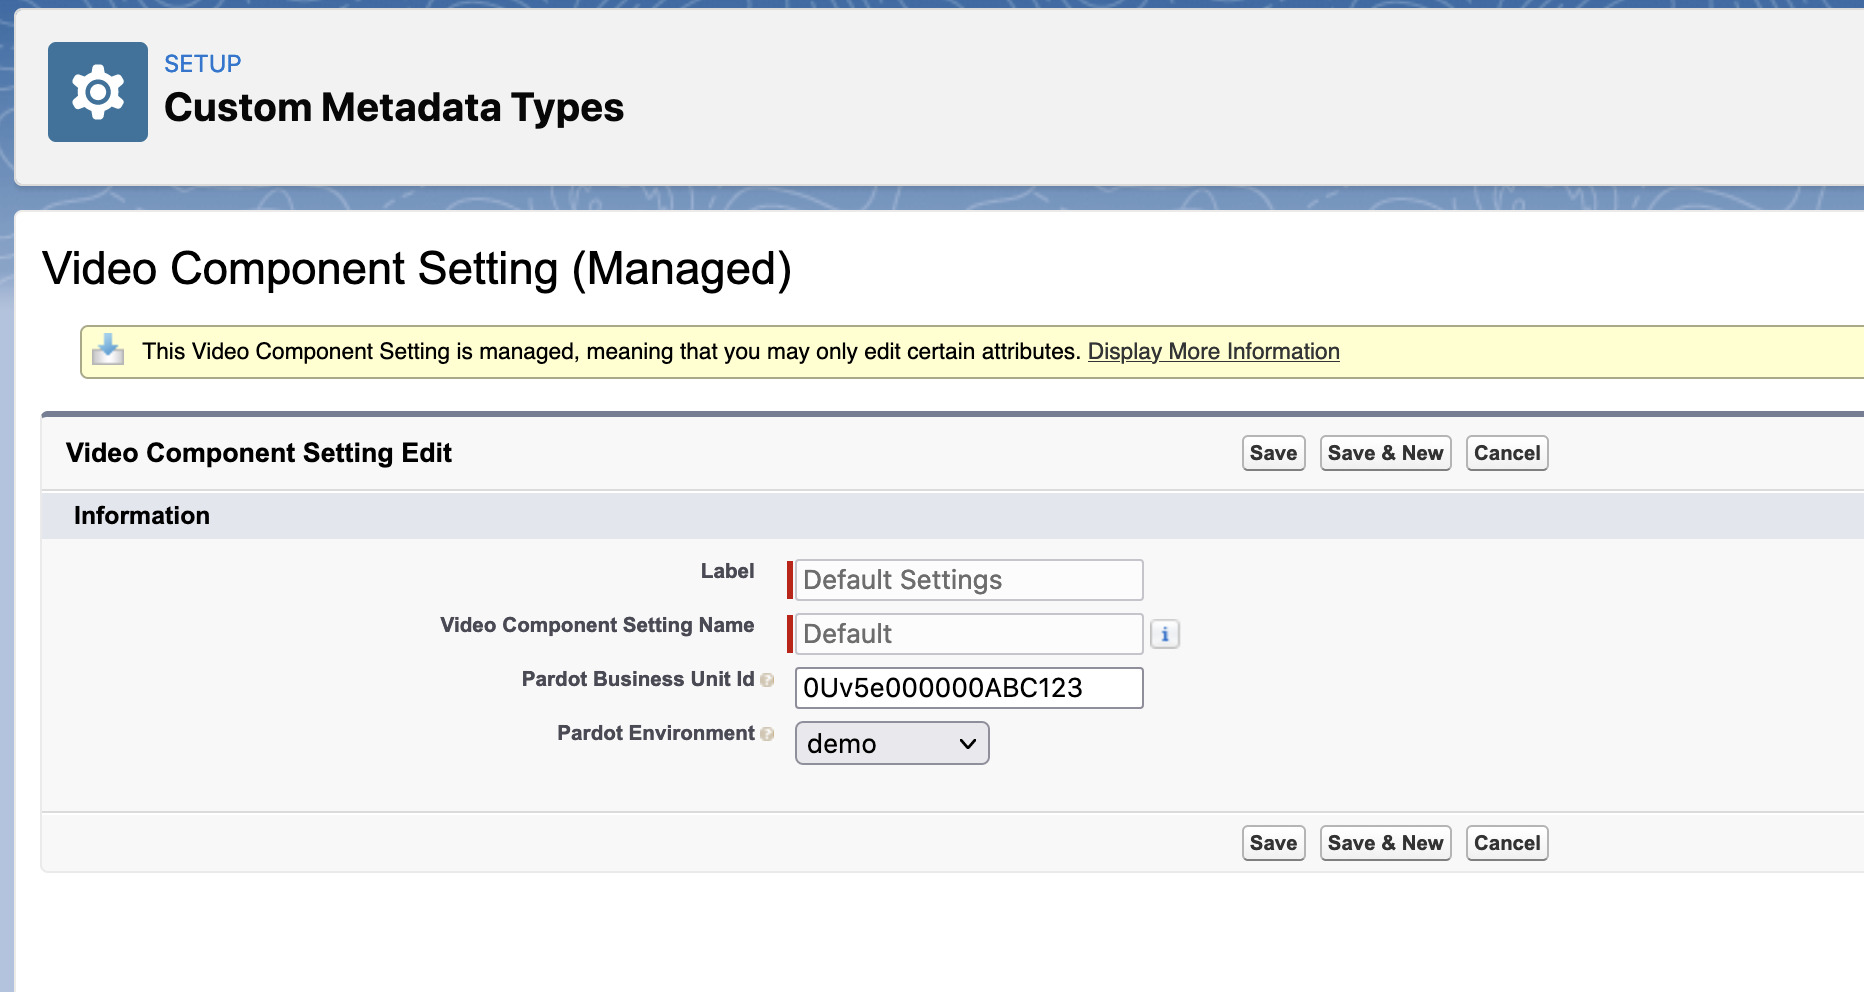 SETUP
Custom Metadata Types
Video Component Setting (Managed)
This Video Component Setting is managed, meaning that you may only edit certain attributes. Display More Information
Video Component Setting Edit
Save
Save & New
Cancel
Information
Label
Default Settings
Video Component Setting Name
Default
i
Pardot Business Unit Id
?
0Uv5e000000ABC123
Pardot Environment
?
demo
Save
Save & New
Cancel